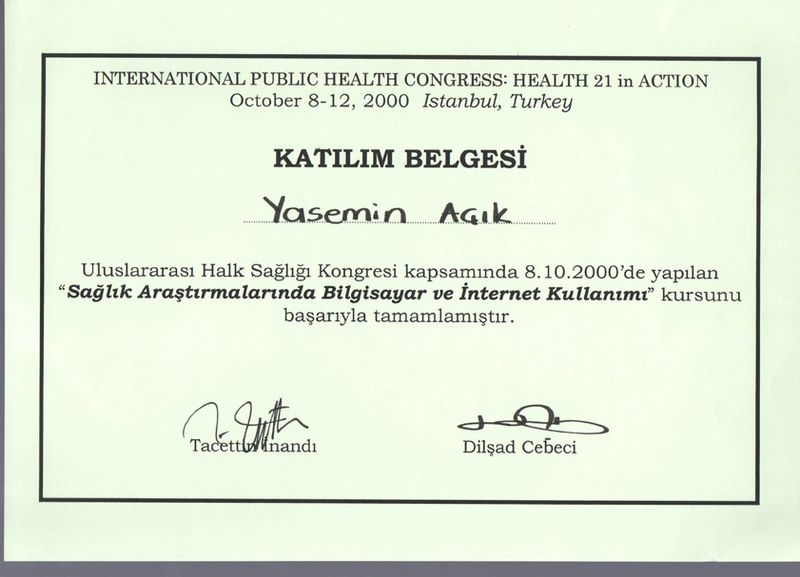 INTERNATIONAL PUBLIC HEALTH CONGRESS: HEALTH 21 in ACTION
October 8-12, 2000 Istanbul, Turkey
KATILIM BELGESİ
Yasemin Açık
Uluslararası Halk Sağlığı Kongresi kapsamında 8.10.2000'de yapılan
“Sağlık Araştırmalarında Bilgisayar ve İnternet Kullanımı” kursunu
başarıyla tamamlamıştır.
Tacettin İnandı
Dilşad Cebeci